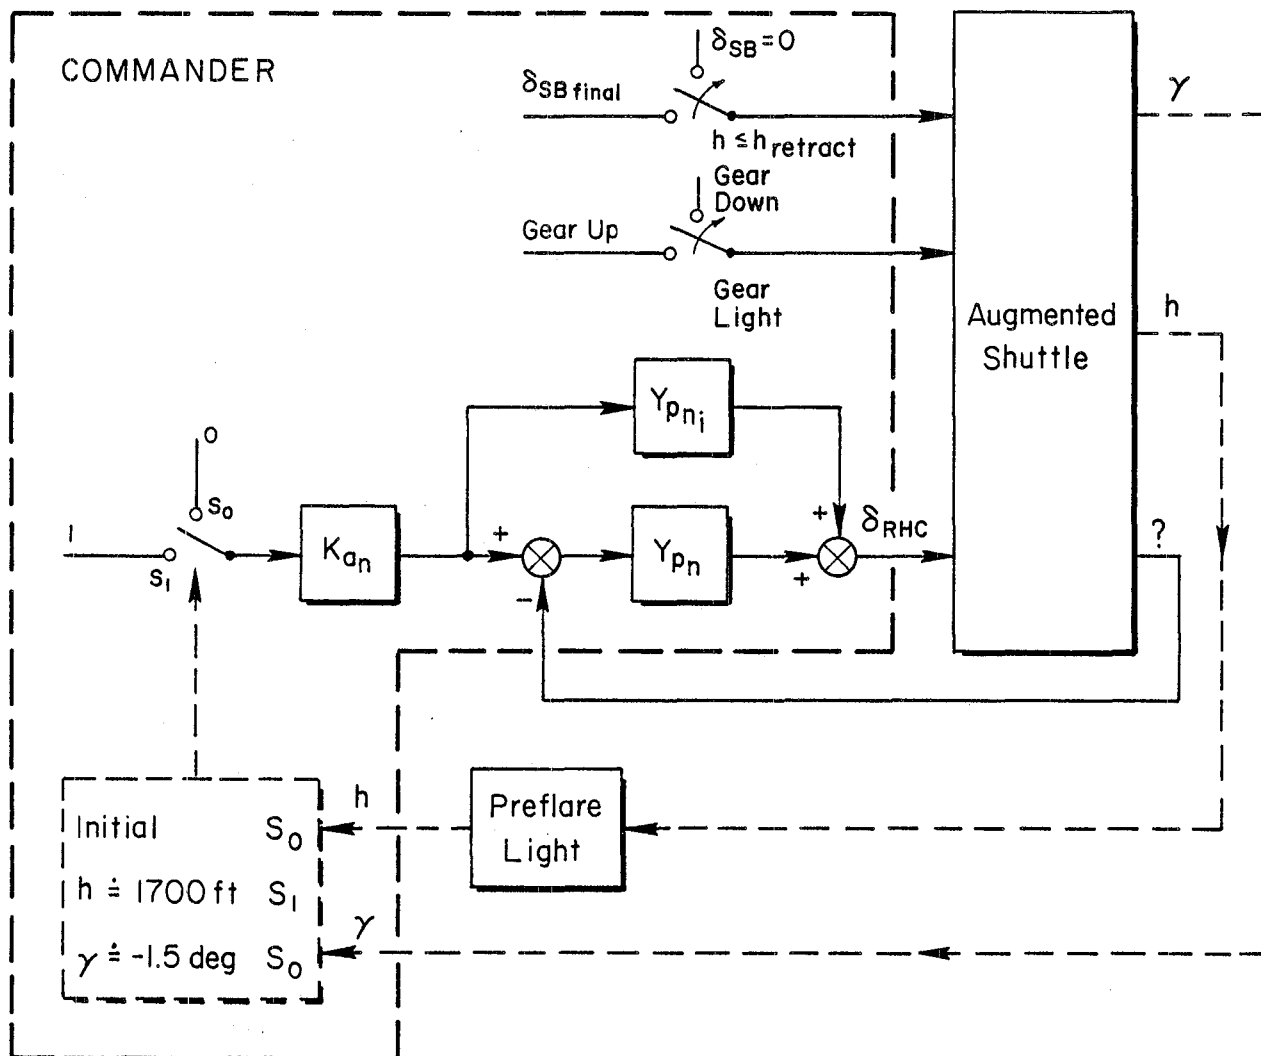 COMMANDER
δSB = 0
δSB final
h ≤ hretract
γ
Gear Down
Gear Up
Gear Light
h
Augmented Shuttle
Ypni
0
S0
1
S1
Kan
+
-
Ypn
+
+
δRHC
?
Initial S0
h ≐ 1700 ft S1
γ ≐ -1.5 deg S0
h
Preflare Light
γ